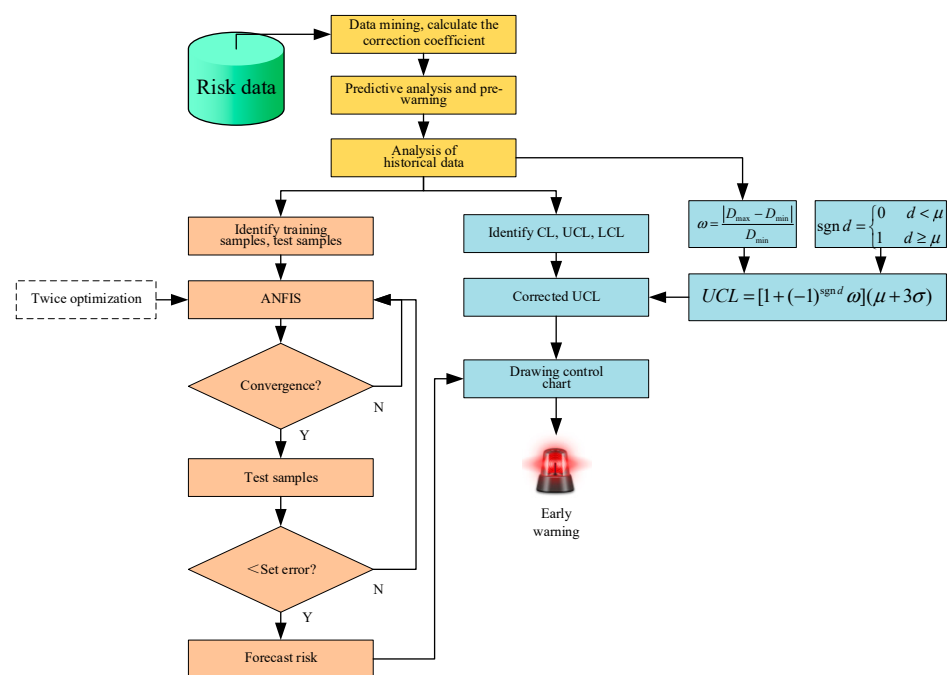 Data mining, calculate the
correction coefficient
Risk data
Predictive analysis and pre-
warning
Analysis of
historical data
Identify training
samples, test samples
Identify CL, UCL, LCL
ω = |D_max − D_min| / D_min
sgn d = {0 d < μ
1 d ≥ μ
Twice optimization
ANFIS
Corrected UCL
UCL = [1 + (−1)^{sgn d} ω](μ + 3σ)
Convergence?
N
Drawing control
chart
Y
Test samples
Early
warning
<Set error?
N
Y
Forecast risk